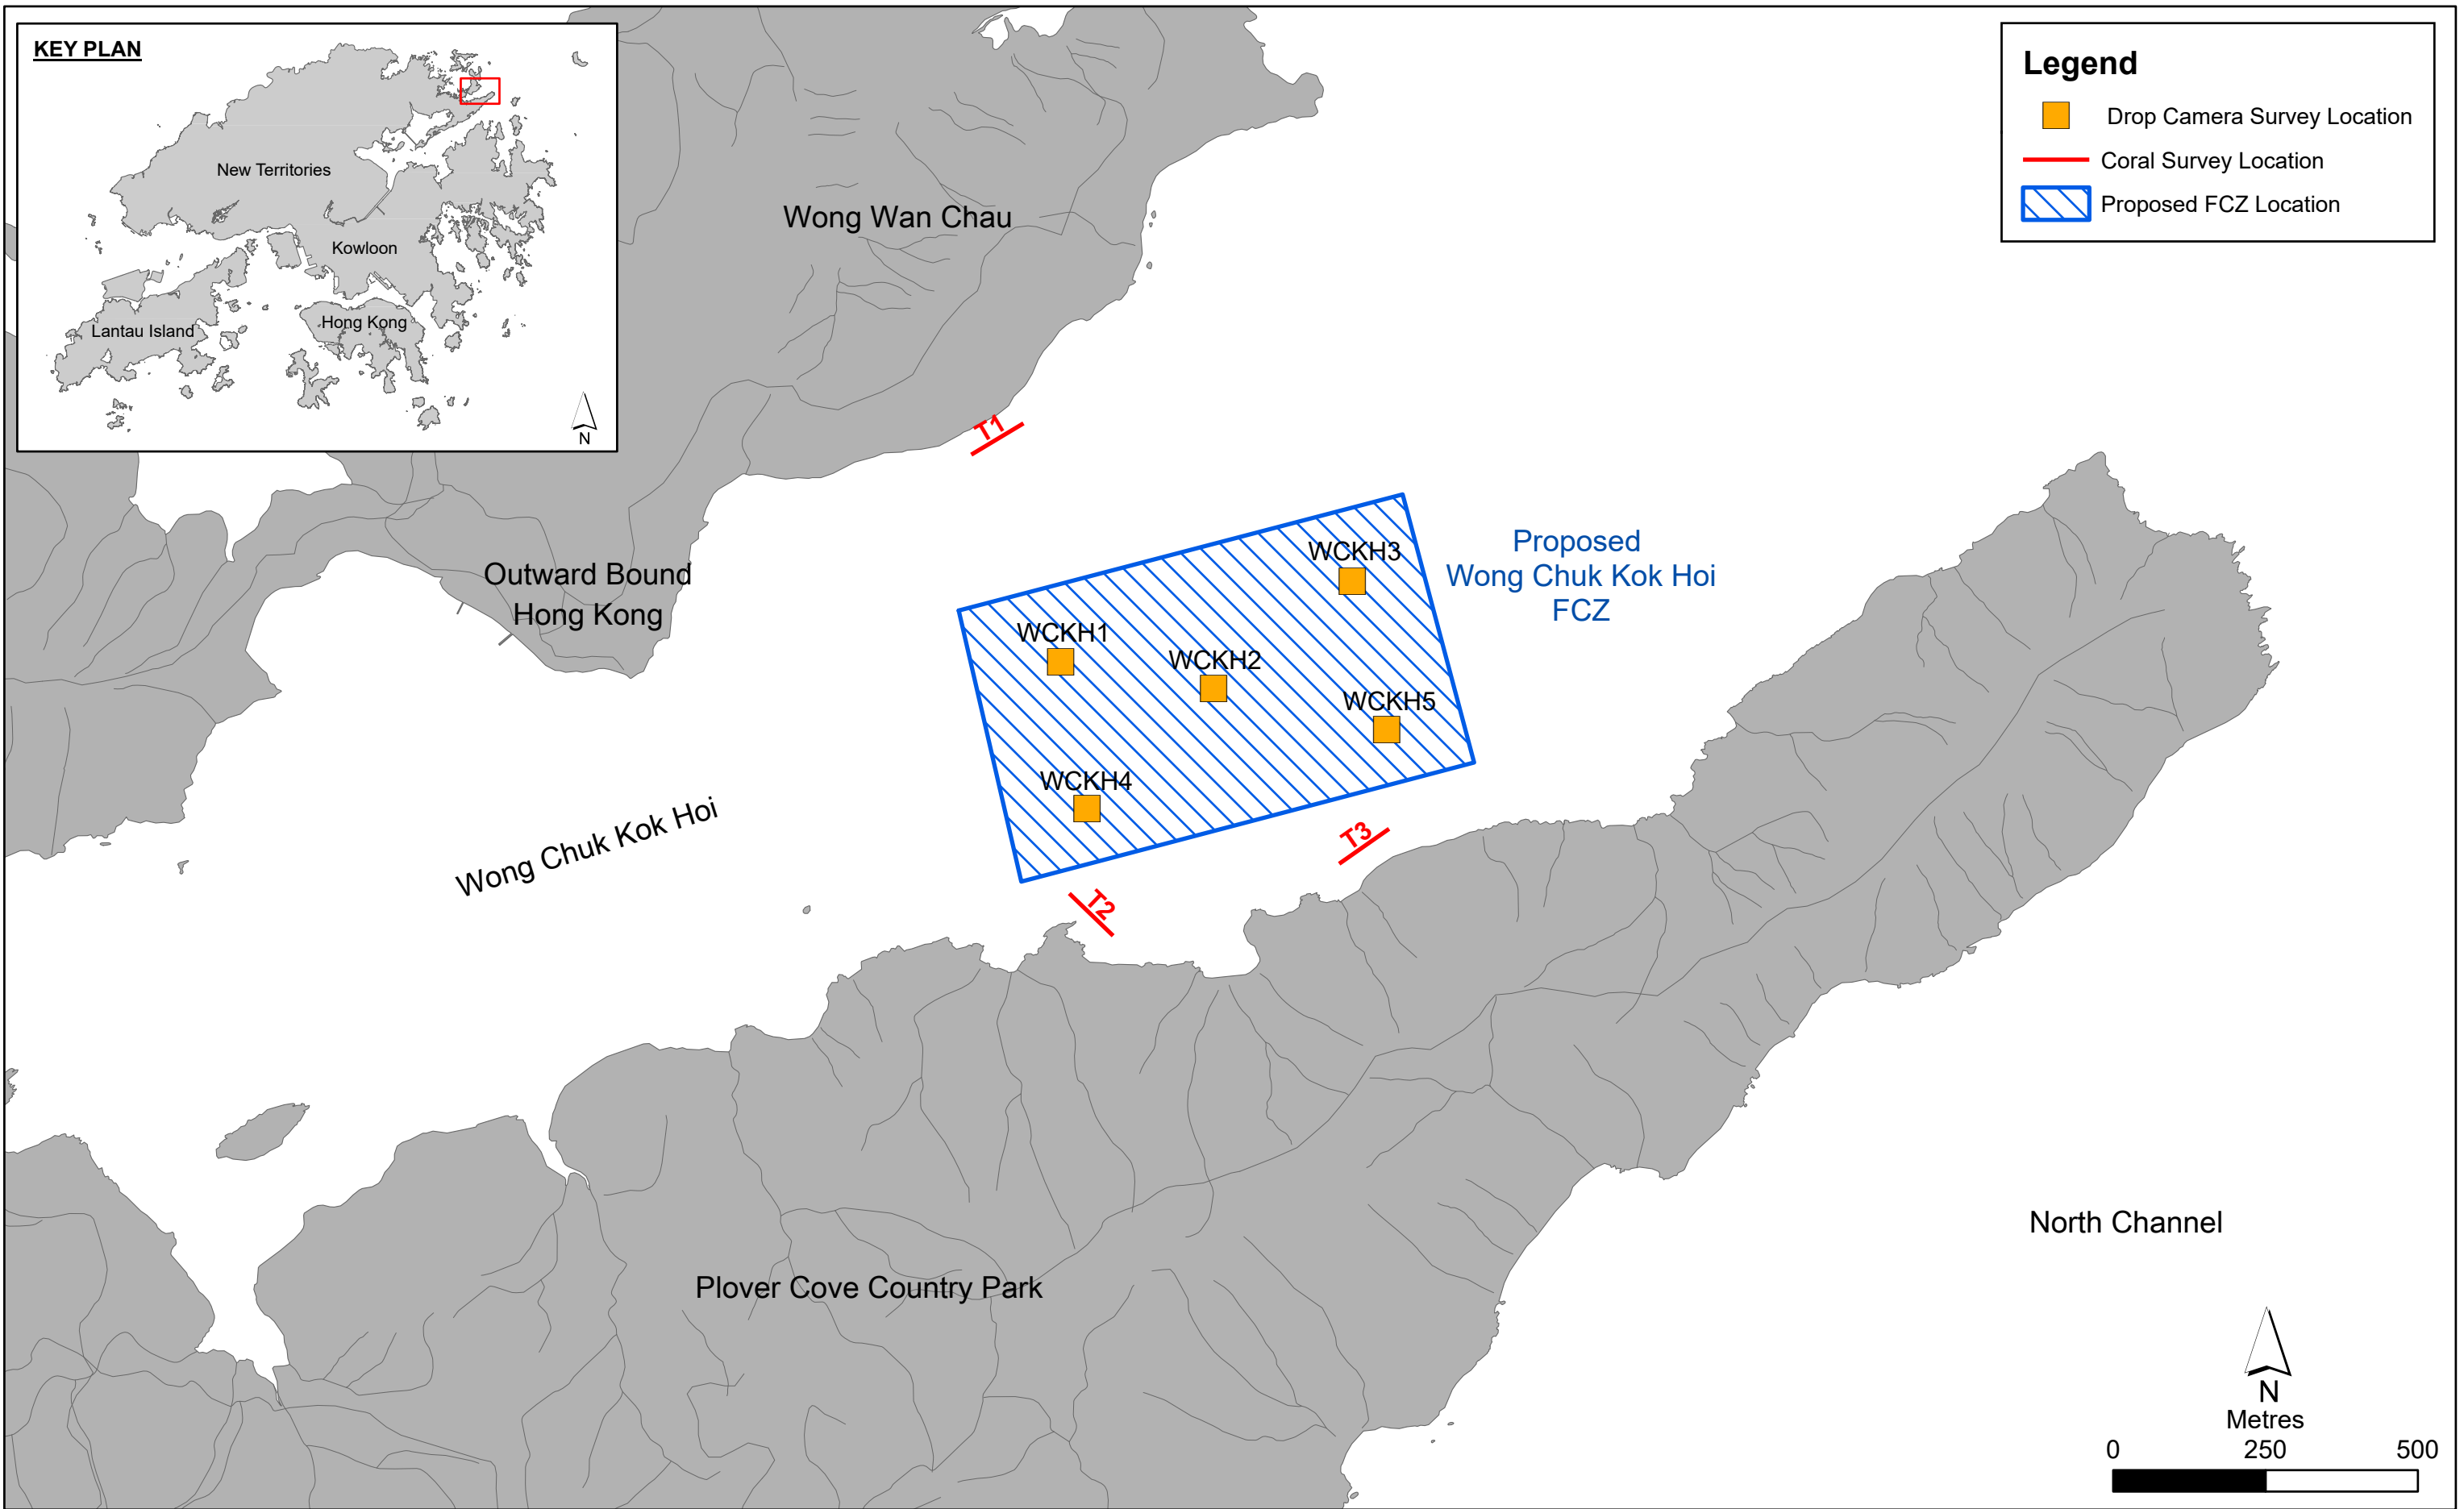 KEY PLAN
New Territories
Kowloon
Lantau Island
Hong Kong
N
Legend
Drop Camera Survey Location
Coral Survey Location
Proposed FCZ Location
Wong Wan Chau
T1
Outward Bound
Hong Kong
Proposed
Wong Chuk Kok Hoi
FCZ
WCKH3
WCKH1
WCKH2
WCKH5
WCKH4
Wong Chuk Kok Hoi
T3
T2
North Channel
Plover Cove Country Park
N
Metres
0 250 500